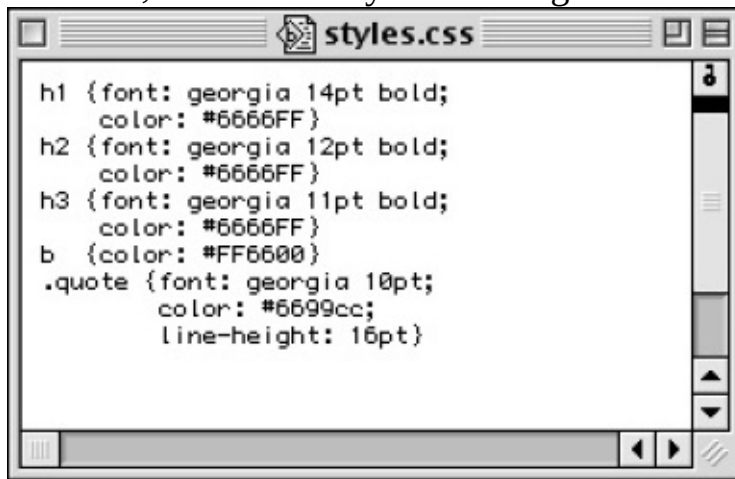 styles.css
h1 {font: georgia 14pt bold;
color: #6666FF}
h2 {font: georgia 12pt bold;
color: #6666FF}
h3 {font: georgia 11pt bold;
color: #6666FF}
b {color: #FF6600}
.quote {font: georgia 10pt;
color: #6699cc;
line-height: 16pt}